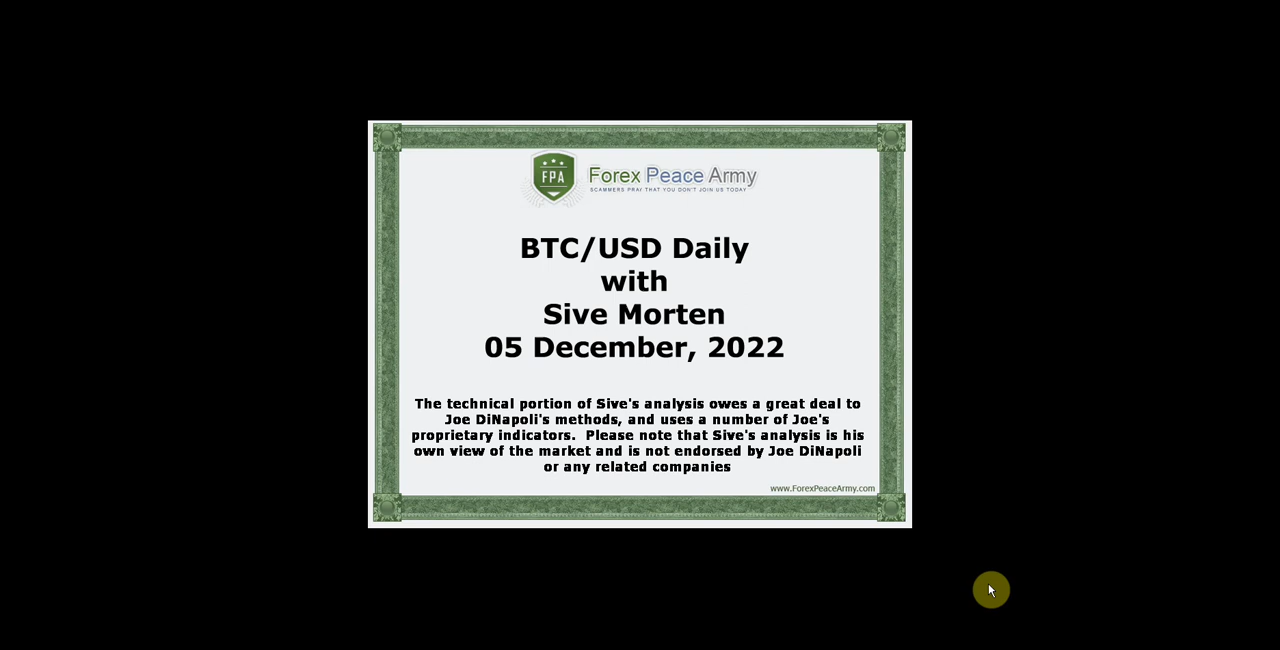 FPA
Forex Peace Army
SCAMMERS PRAY THAT YOU DON'T JOIN US TODAY
BTC/USD Daily
with
Sive Morten
05 December, 2022
The technical portion of Sive's analysis owes a great deal to
Joe DiNapoli's methods, and uses a number of Joe's
proprietary indicators.  Please note that Sive's analysis is his
own view of the market and is not endorsed by Joe DiNapoli
or any related companies
www.ForexPeaceArmy.com